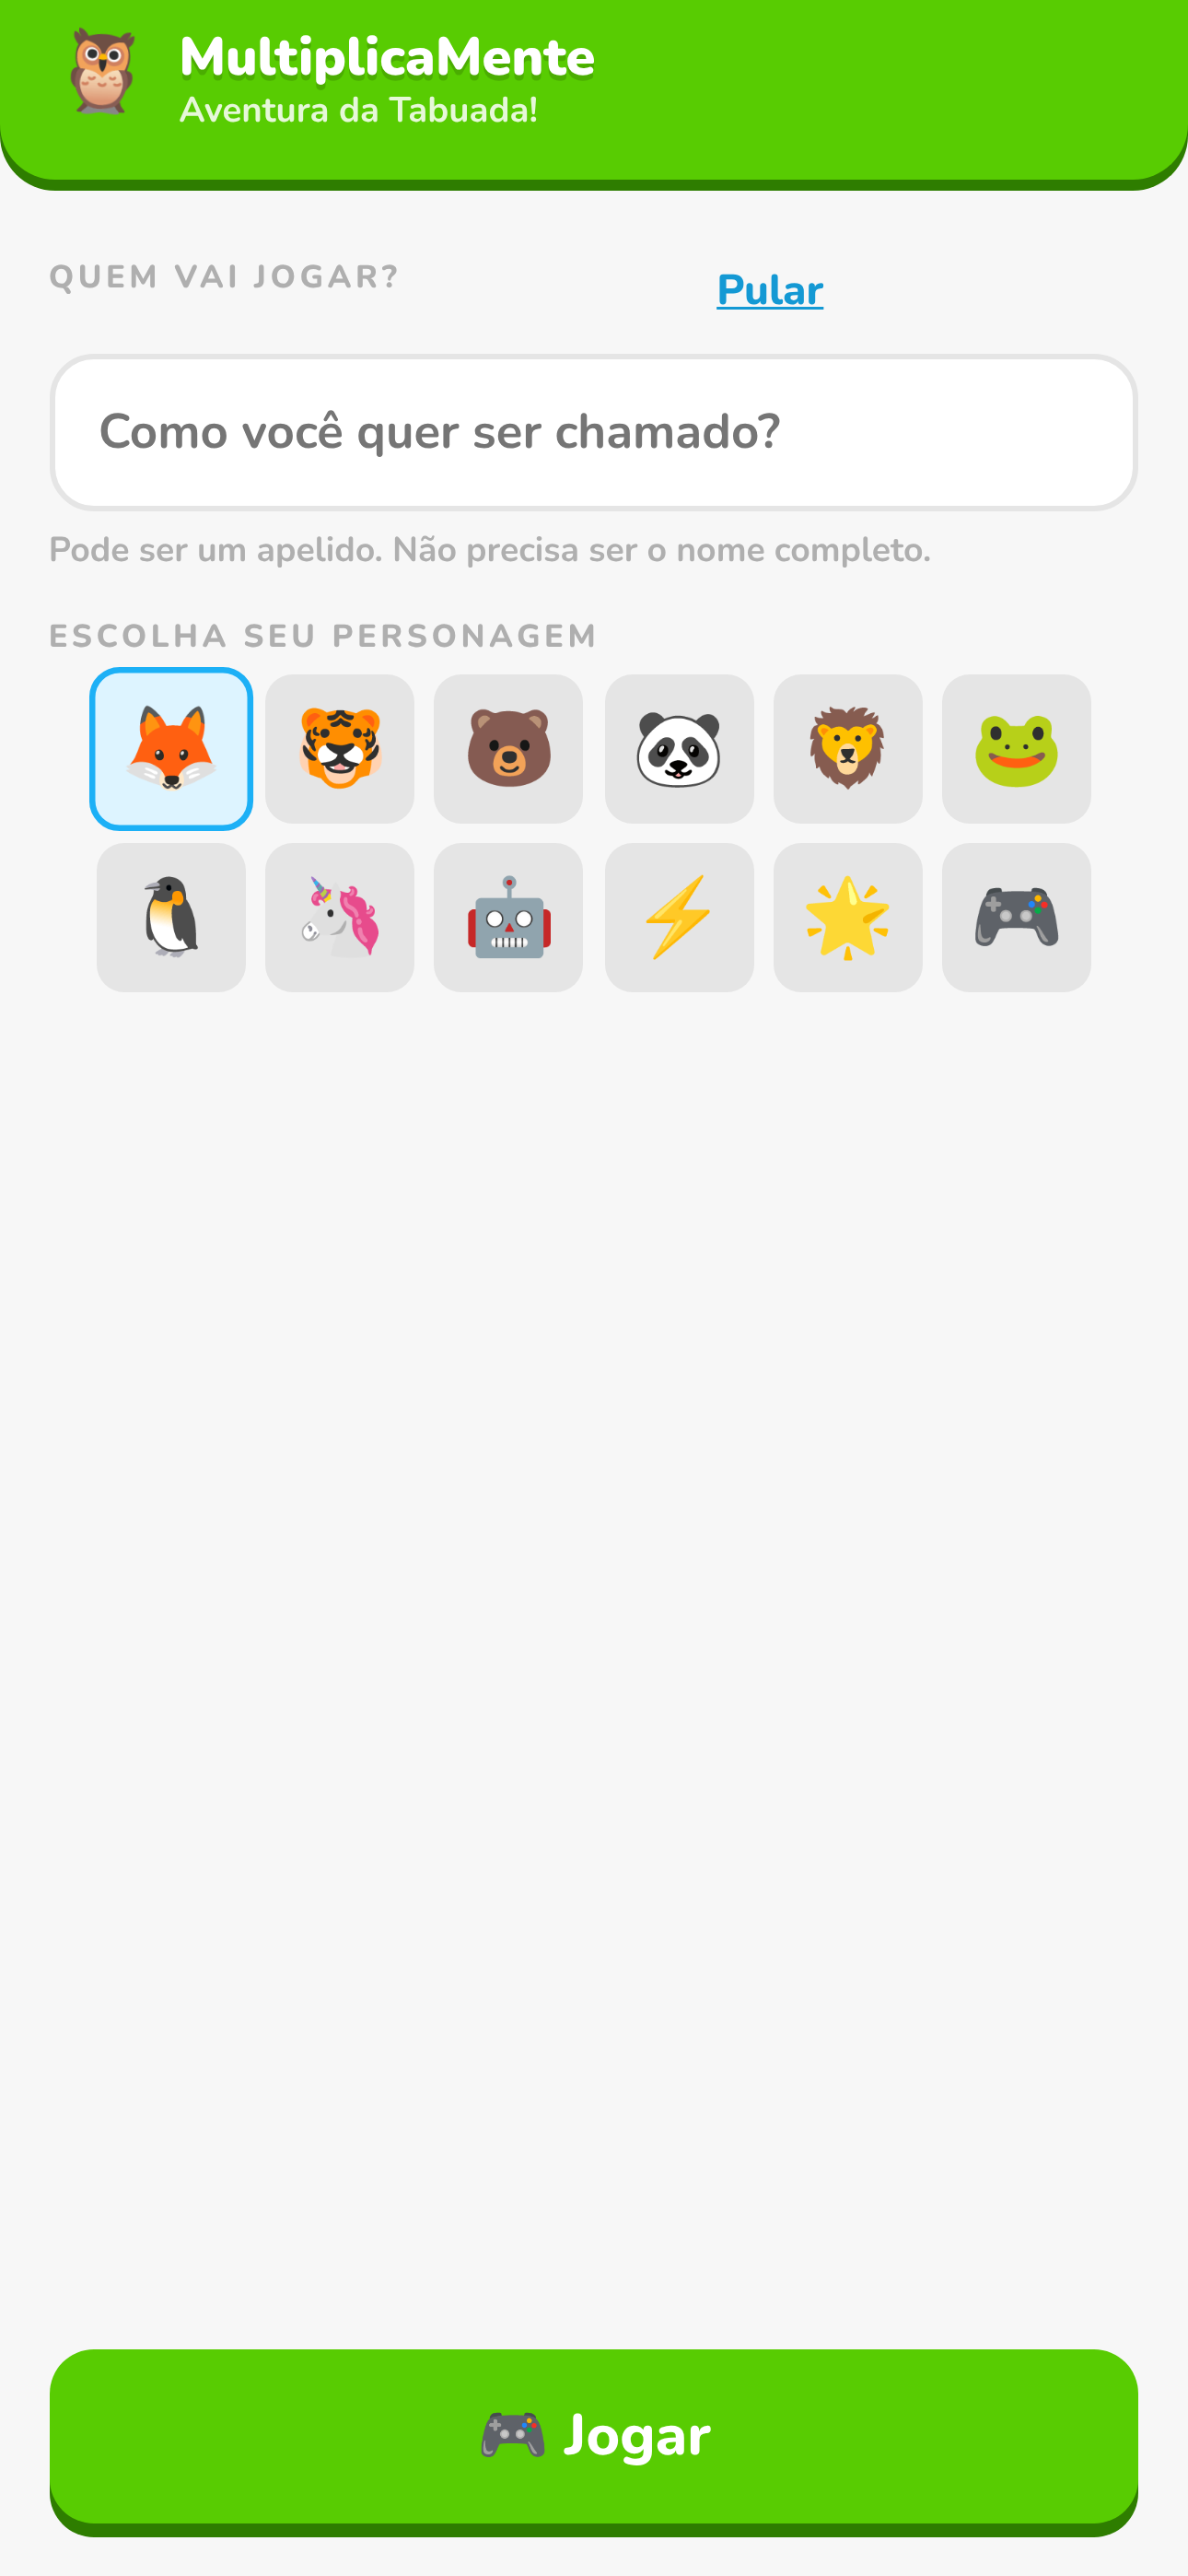 MultiplicaMente
Aventura da Tabuada!
QUEM VAI JOGAR?
Pular
Como você quer ser chamado?
Pode ser um apelido. Não precisa ser o nome completo.
ESCOLHA SEU PERSONAGEM
Jogar